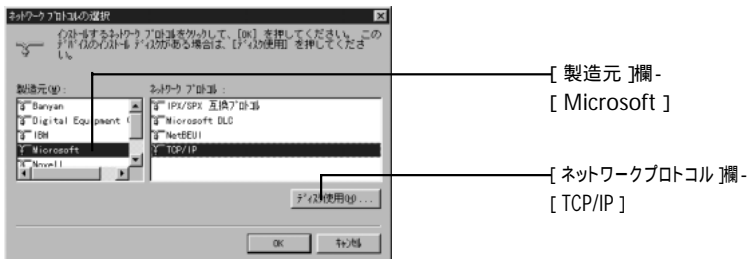 ネットワーク プロトコルの選択
インストールするネットワーク プロトコルをクリックして、[OK] を押してください。この
デバイスのインストール ディスクがある場合は、[ディスク使用] を押してくださ
い。
製造元(M):
ネットワーク プロトコル :
Banyan
Digital Equipment (
IBM
Microsoft
Novell
IPX/SPX 互換プロトコル
Microsoft DLC
NetBEUI
TCP/IP
ディスク使用(H)...
OK
キャンセル
[ 製造元 ]欄-
[ Microsoft ]
[ ネットワークプロトコル ]欄-
[ TCP/IP ]